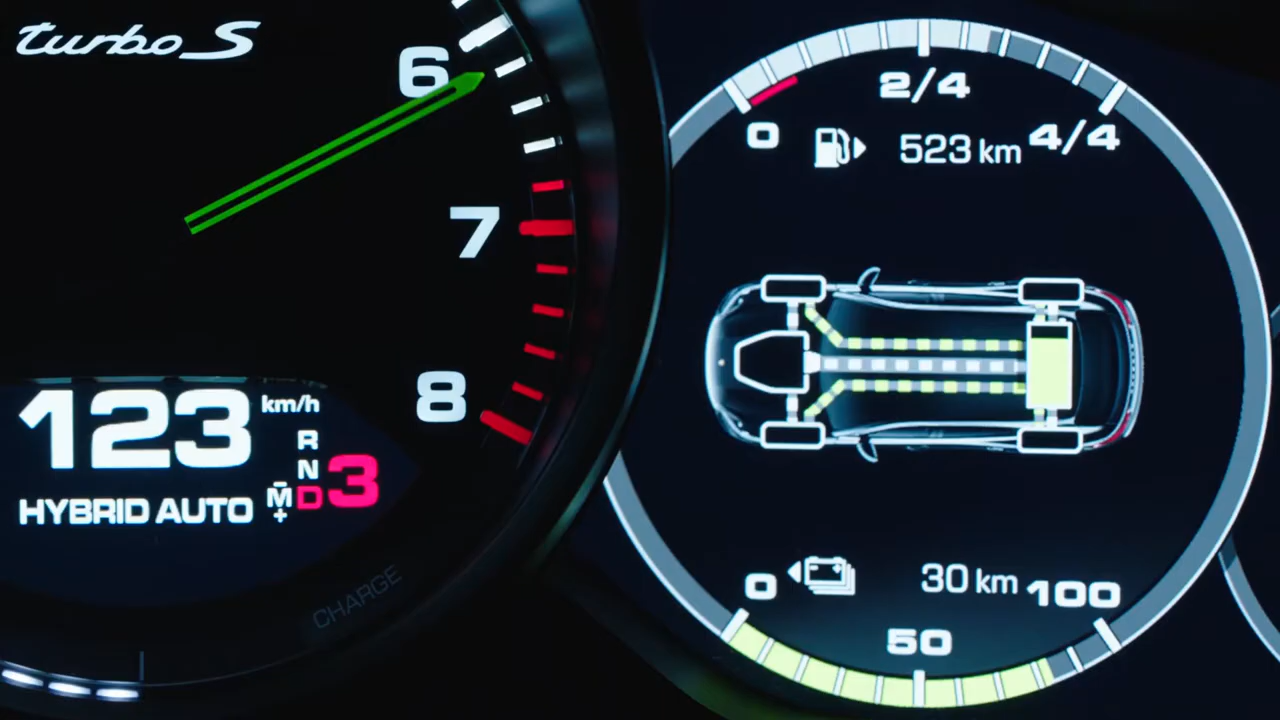 turbo S
6
7
8
123 km/h
R
N
M D 3
- +
HYBRID AUTO
CHARGE
0
2/4
4/4
523 km
0
30 km
100
50